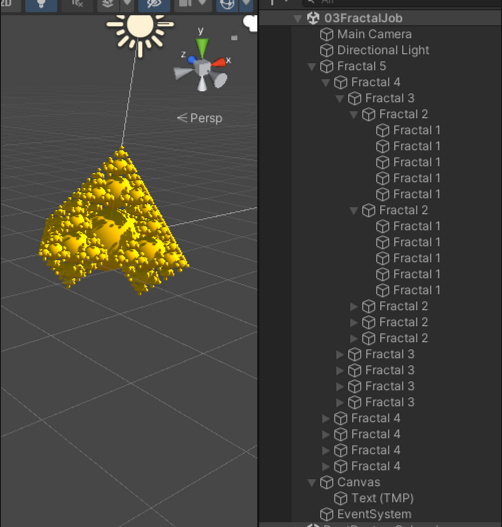 03FractalJob
Main Camera
Directional Light
Fractal 5
Fractal 4
Fractal 3
Fractal 2
Fractal 1
Fractal 1
Fractal 1
Fractal 1
Fractal 1
Fractal 2
Fractal 1
Fractal 1
Fractal 1
Fractal 1
Fractal 1
Fractal 2
Fractal 2
Fractal 2
Fractal 3
Fractal 3
Fractal 3
Fractal 3
Fractal 4
Fractal 4
Fractal 4
Fractal 4
Canvas
Text (TMP)
EventSystem
y
z
x
Persp